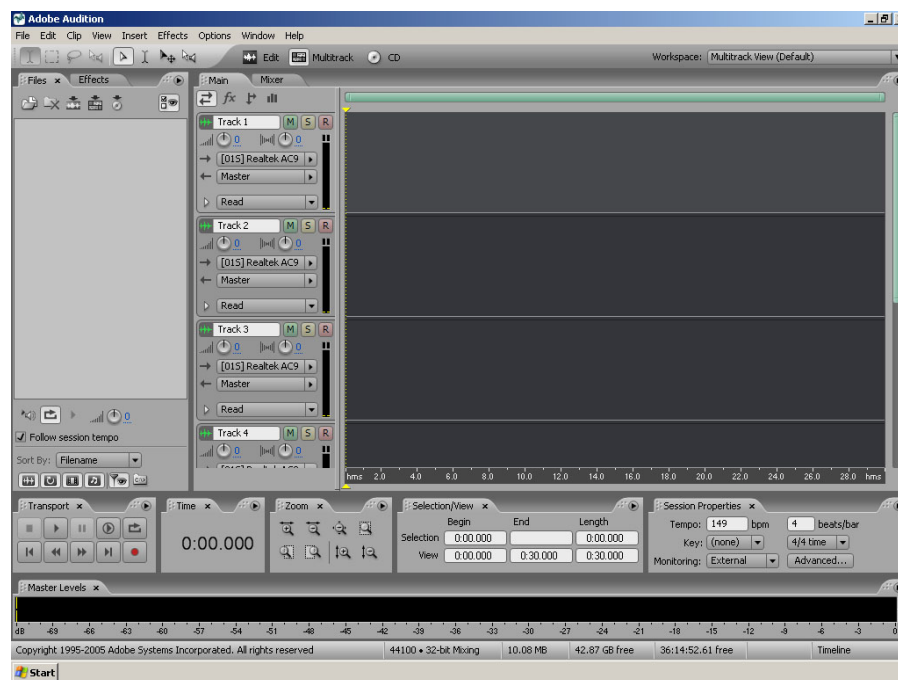 Adobe Audition
File Edit Clip View Insert Effects Options Window Help
Edit Multitrack CD Workspace: Multitrack View (Default)
Files x Effects
Main Mixer
fx
Track 1 M S R
0 0
[01S] Realtek AC9
Master
Read
Track 2 M S R
0 0
[01S] Realtek AC9
Master
Read
Track 3 M S R
0 0
[01S] Realtek AC9
Master
Read
Track 4 M S R
0 0
0
Follow session tempo
Sort By: Filename
hms 2.0 4.0 6.0 8.0 10.0 12.0 14.0 16.0 18.0 20.0 22.0 24.0 26.0 28.0 hms
Transport x
Time x
0:00.000
Zoom x
Selection/View x
Begin End Length
Selection 0:00.000 0:00.000
View 0:00.000 0:30.000 0:30.000
Session Properties x
Tempo: 149 bpm 4 beats/bar
Key: (none) 4/4 time
Monitoring: External Advanced...
Master Levels x
dB -69 -66 -63 -60 -57 -54 -51 -48 -45 -42 -39 -36 -33 -30 -27 -24 -21 -18 -15 -12 -9 -6 -3 0
Copyright 1995-2005 Adobe Systems Incorporated. All rights reserved 44100 • 32-bit Mixing 10.08 MB 42.87 GB free 36:14:52.61 free Timeline
Start